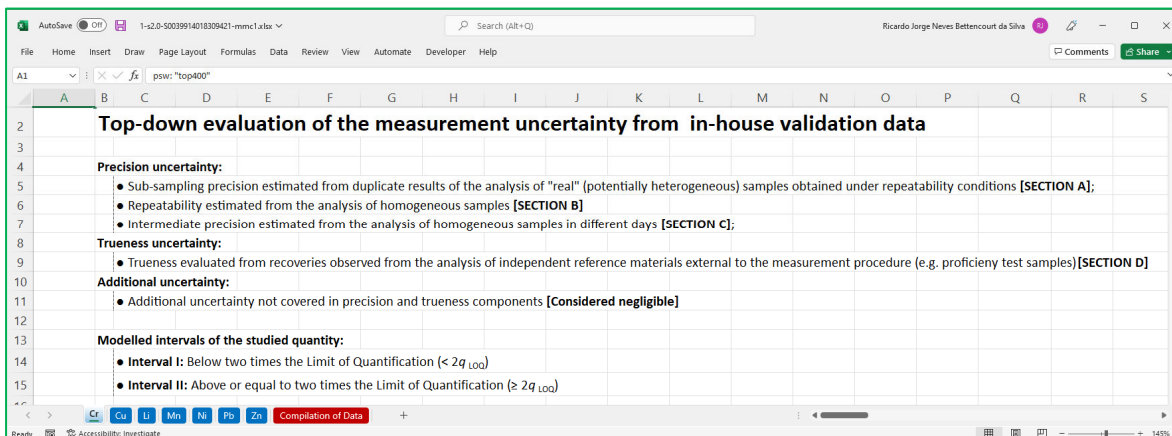 AutoSave Off 1-s2.0-S0039914018309421-mmc1.xlsx Search (Alt+Q) Ricardo Jorge Neves Bettencourt da Silva RJ
File Home Insert Draw Page Layout Formulas Data Review View Automate Developer Help Comments Share
A1 fx psw: "top400"
A B C D E F G H I J K L M N O P Q R S
2 Top-down evaluation of the measurement uncertainty from in-house validation data
3
4 Precision uncertainty:
5 • Sub-sampling precision estimated from duplicate results of the analysis of "real" (potentially heterogeneous) samples obtained under repeatability conditions [SECTION A];
6 • Repeatability estimated from the analysis of homogeneous samples [SECTION B]
7 • Intermediate precision estimated from the analysis of homogeneous samples in different days [SECTION C];
8 Trueness uncertainty:
9 • Trueness evaluated from recoveries observed from the analysis of independent reference materials external to the measurement procedure (e.g. proficieny test samples) [SECTION D]
10 Additional uncertainty:
11 • Additional uncertainty not covered in precision and trueness components [Considered negligible]
12
13 Modelled intervals of the studied quantity:
14 • Interval I: Below two times the Limit of Quantification (< 2q LOQ)
15 • Interval II: Above or equal to two times the Limit of Quantification (≥ 2q LOQ)
Cr Cu Li Mn Ni Pb Zn Compilation of Data +
Ready Accessibility: Investigate 145%